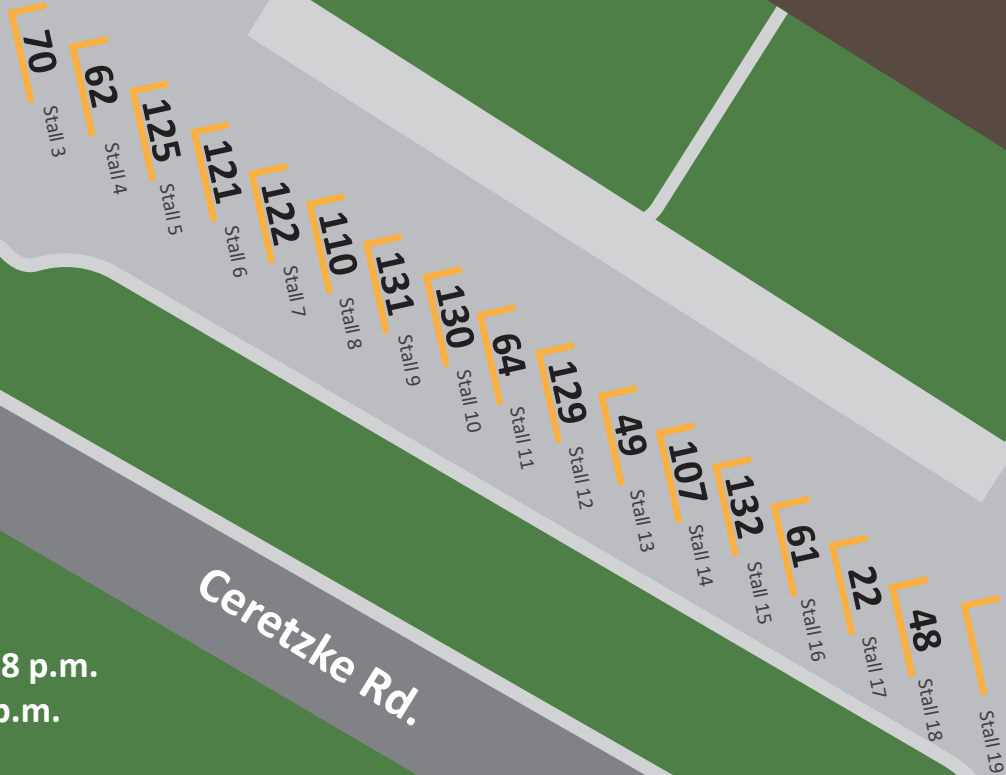 70
Stall 3
62
Stall 4
125
Stall 5
121
Stall 6
122
Stall 7
110
Stall 8
131
Stall 9
130
Stall 10
64
Stall 11
129
Stall 12
49
Stall 13
107
Stall 14
132
Stall 15
61
Stall 16
22
Stall 17
48
Stall 18
Stall 19
Ceretzke Rd.
8 p.m.
p.m.